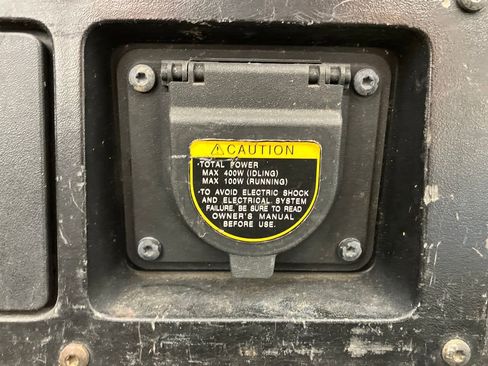 CAUTION
TOTAL POWER
MAX 400W (IDLING)
MAX 100W (RUNNING)
TO AVOID ELECTRIC SHOCK
AND ELECTRICAL SYSTEM
FAILURE, BE SURE TO READ
OWNER'S MANUAL
BEFORE USE.